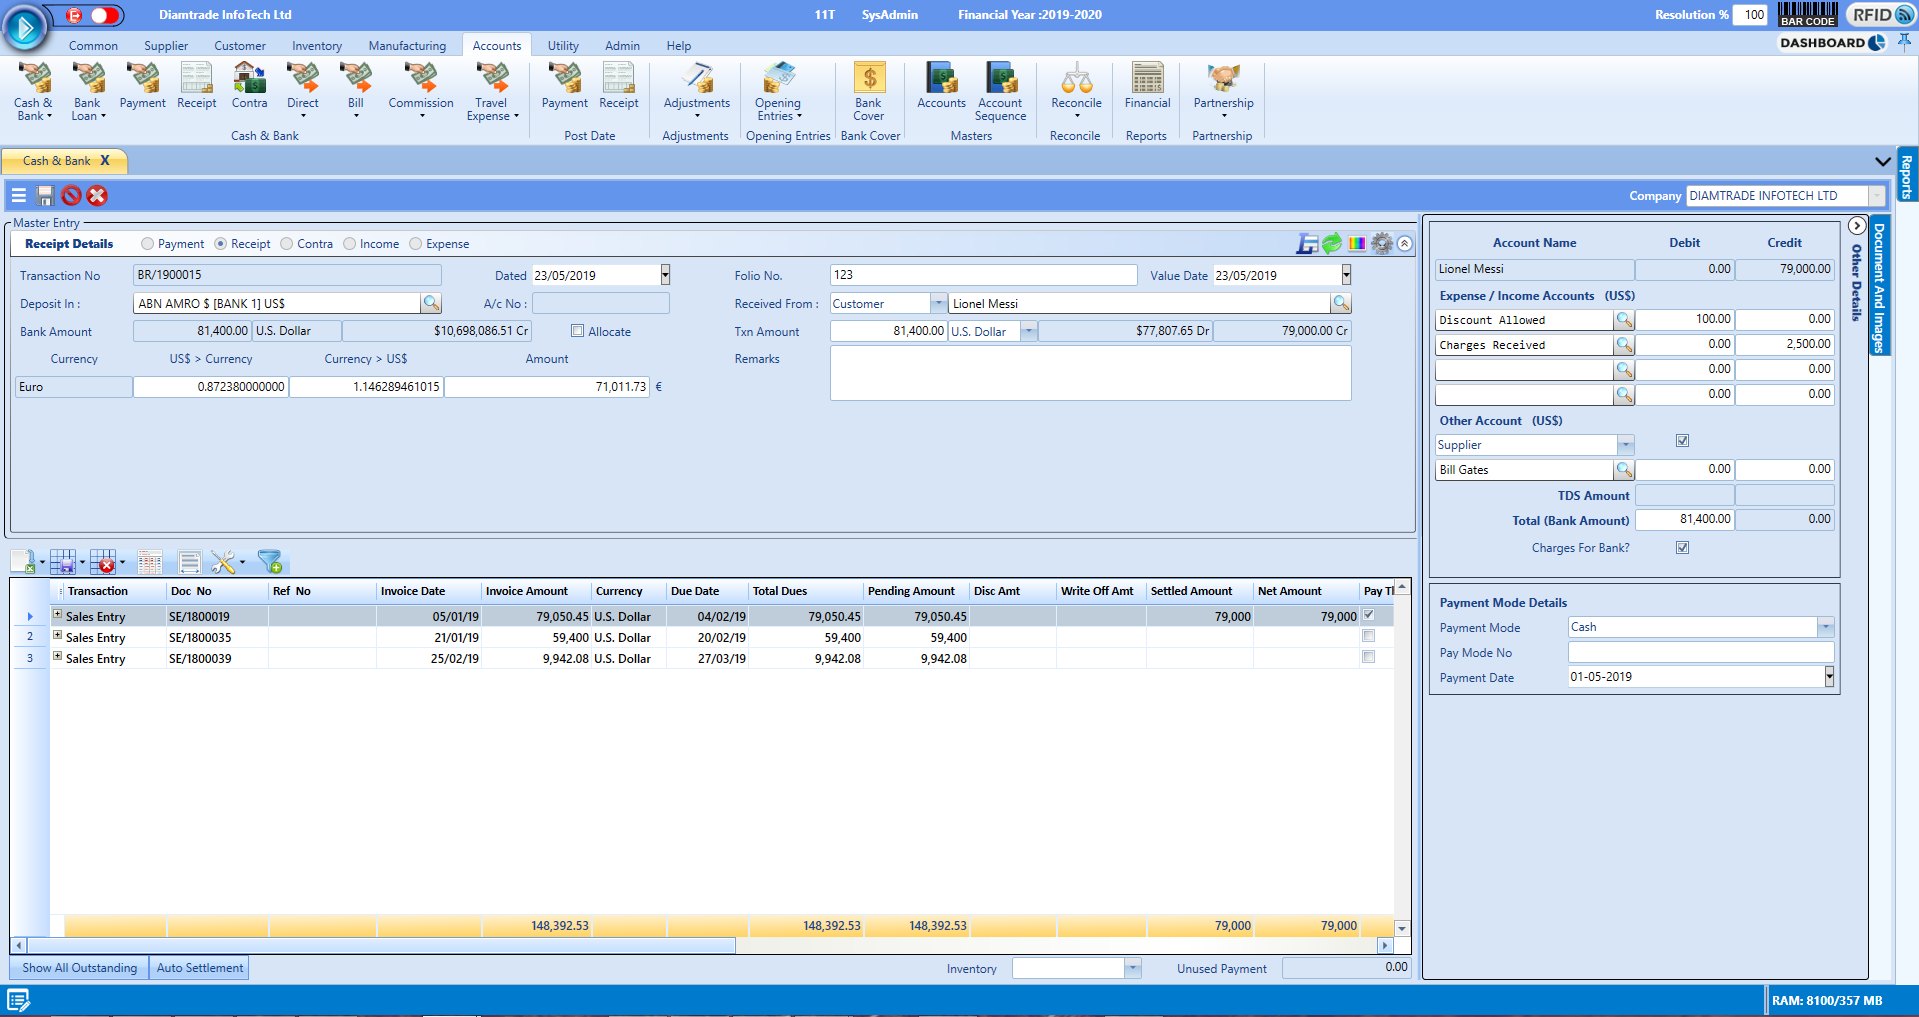 Diamtrade InfoTech Ltd 11T SysAdmin Financial Year :2019-2020 Resolution % 100 BAR CODE RFID
Common Supplier Customer Inventory Manufacturing Accounts Utility Admin Help DASHBOARD
Cash & Bank Bank Loan Payment Receipt Contra Direct Bill Commission Travel Expense Payment Receipt Adjustments Opening Entries Bank Cover Accounts Account Sequence Reconcile Financial Partnership
Cash & Bank Post Date Adjustments Opening Entries Bank Cover Masters Reconcile Reports Partnership
Cash & Bank X
Reports
Company DIAMTRADE INFOTECH LTD
Master Entry
Receipt Details Payment Receipt Contra Income Expense
Transaction No BR/1900015 Dated 23/05/2019 Folio No. 123 Value Date 23/05/2019
Deposit In : ABN AMRO $ [BANK 1] US$ A/c No : Received From : Customer Lionel Messi
Bank Amount 81,400.00 U.S. Dollar $10,698,086.51 Cr Allocate Txn Amount 81,400.00 U.S. Dollar $77,807.65 Dr 79,000.00 Cr
Currency US$ > Currency Currency > US$ Amount Remarks
Euro 0.872380000000 1.146289461015 71,011.73 €
Account Name Debit Credit
Lionel Messi 0.00 79,000.00
Expense / Income Accounts (US$)
Discount Allowed 100.00 0.00
Charges Received 0.00 2,500.00
0.00 0.00
0.00 0.00
Other Account (US$)
Supplier
Bill Gates 0.00 0.00
TDS Amount
Total (Bank Amount) 81,400.00 0.00
Charges For Bank?
Other Details
Document And Images
Transaction Doc No Ref No Invoice Date Invoice Amount Currency Due Date Total Dues Pending Amount Disc Amt Write Off Amt Settled Amount Net Amount Pay Tl
Sales Entry SE/1800019 05/01/19 79,050.45 U.S. Dollar 04/02/19 79,050.45 79,050.45 79,000 79,000
2 Sales Entry SE/1800035 21/01/19 59,400 U.S. Dollar 20/02/19 59,400 59,400
3 Sales Entry SE/1800039 25/02/19 9,942.08 U.S. Dollar 27/03/19 9,942.08 9,942.08
148,392.53 148,392.53 148,392.53 79,000 79,000
Payment Mode Details
Payment Mode Cash
Pay Mode No
Payment Date 01-05-2019
Show All Outstanding Auto Settlement Inventory Unused Payment 0.00
RAM: 8100/357 MB